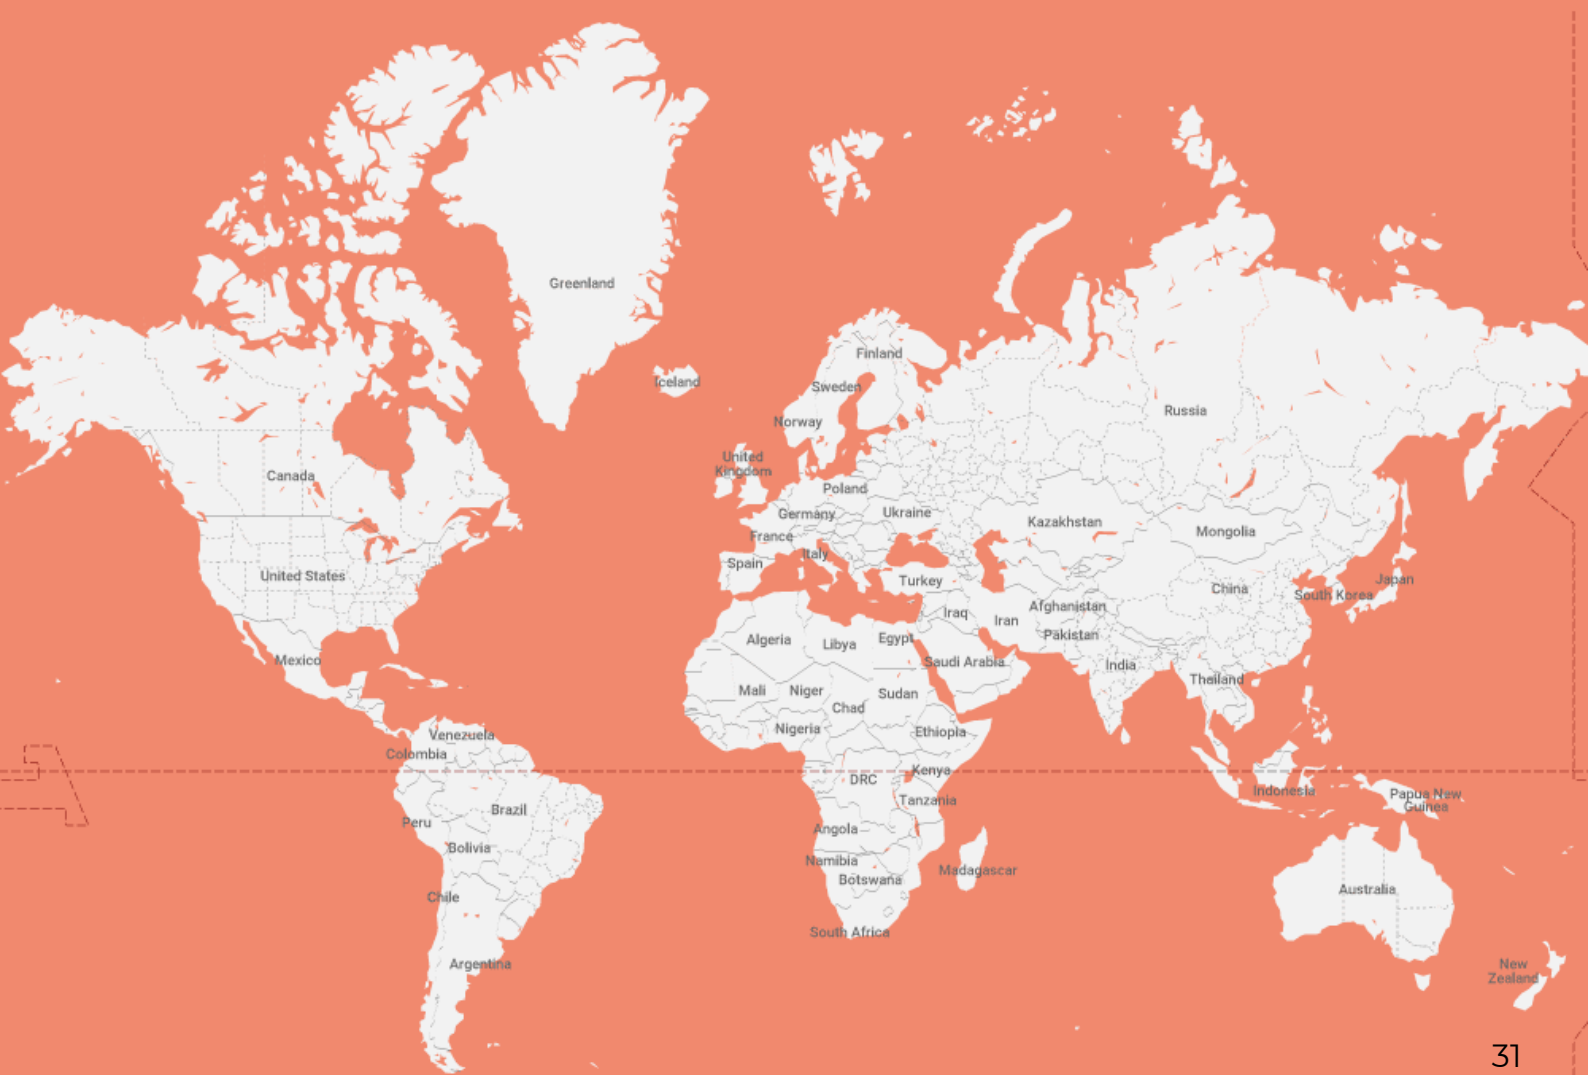 Greenland
Finland
Iceland
Sweden
Russia
Norway
United
Kingdom
Canada
Poland
Germany
Ukraine
Kazakhstan
Mongolia
France
Italy
Spain
United States
Turkey
China
Japan
South Korea
Afghanistan
Iraq
Iran
Pakistan
Algeria
Libya
Egypt
Mexico
Saudi Arabia
India
Thailand
Mali
Niger
Sudan
Chad
Nigeria
Ethiopia
Venezuela
Colombia
Kenya
DRC
Indonesia
Papua New
Guinea
Tanzania
Brazil
Peru
Angola
Bolivia
Namibia
Botswana
Madagascar
Australia
Chile
South Africa
Argentina
New
Zealand
31